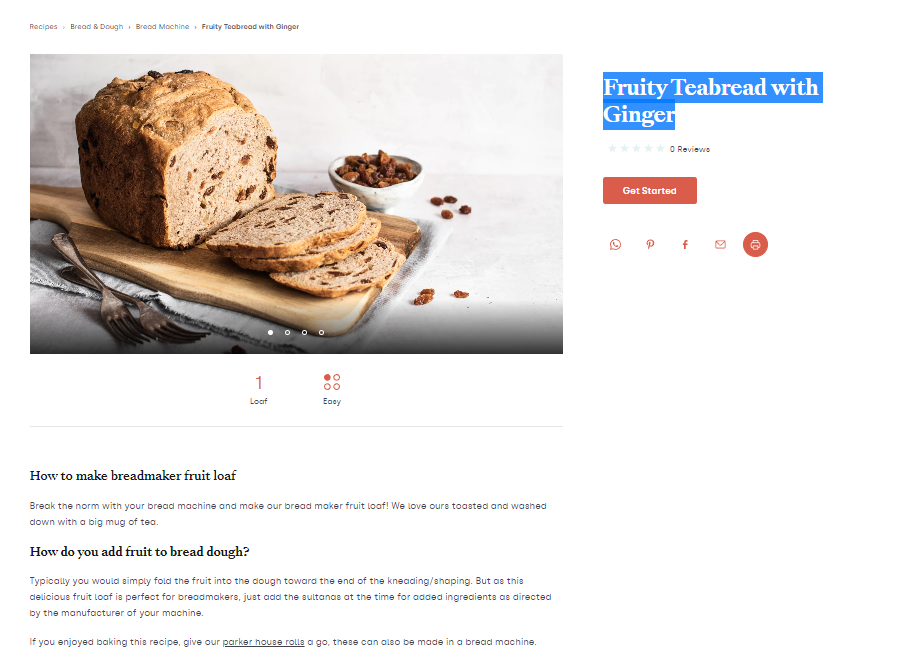 Recipes › Bread & Dough › Bread Machine › Fruity Teabread with Ginger
Fruity Teabread with
Ginger
0 Reviews
Get Started
1
Loaf
Easy
How to make breadmaker fruit loaf
Break the norm with your bread machine and make our bread maker fruit loaf! We love ours toasted and washed
down with a big mug of tea.
How do you add fruit to bread dough?
Typically you would simply fold the fruit into the dough toward the end of the kneading/shaping. But as this
delicious fruit loaf is perfect for breadmakers, just add the sultanas at the time for added ingredients as directed
by the manufacturer of your machine.
If you enjoyed baking this recipe, give our parker house rolls a go, these can also be made in a bread machine.